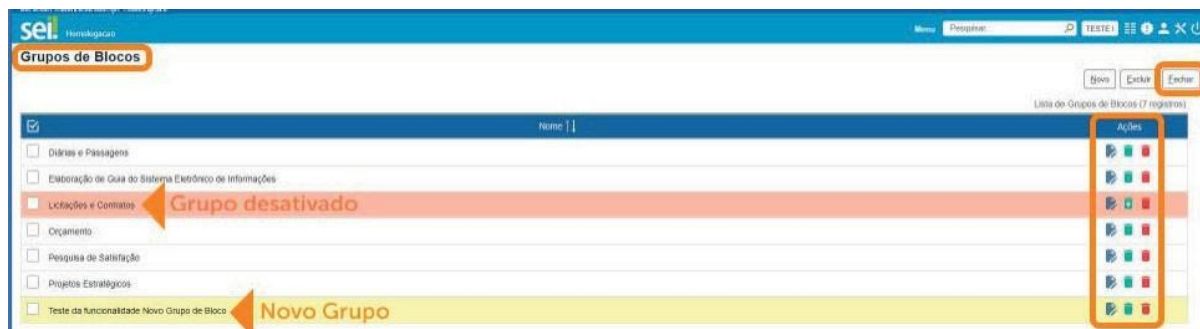 sei! Homologacao
Menu Pesquisar... TESTE I
Grupos de Blocos
Novo Excluir Fechar
Lista de Grupos de Blocos (7 registros)
Nome Ações
Diárias e Passagens
Elaboração de Guia do Sistema Eletrônico de Informações
Licitações e Contratos Grupo desativado
Orçamento
Pesquisa de Satisfação
Projetos Estratégicos
Teste da funcionalidade Novo Grupo de Bloco Novo Grupo